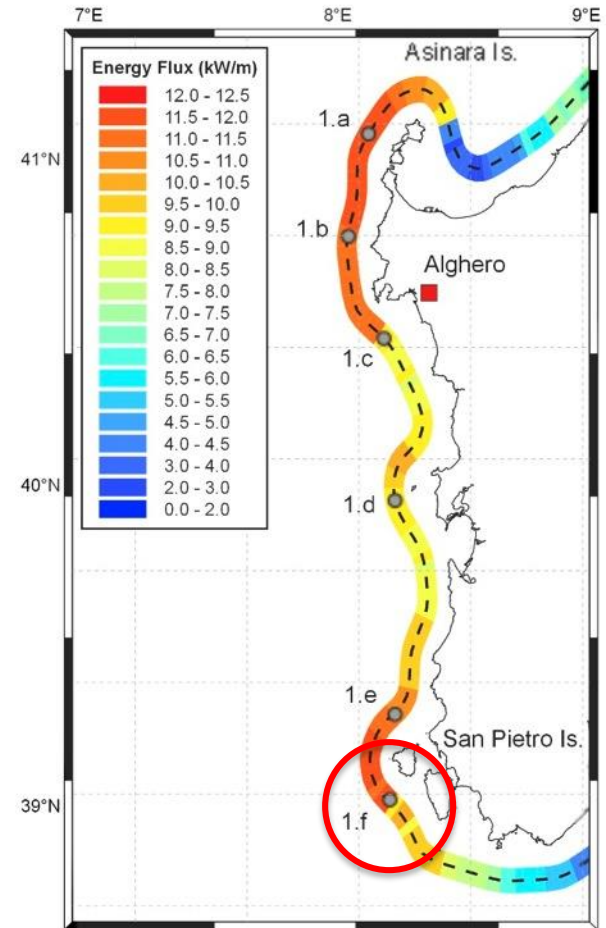 7°E
8°E
9°E
Asinara Is.
Energy Flux (kW/m)
12.0 - 12.5
11.5 - 12.0
11.0 - 11.5
10.5 - 11.0
10.0 - 10.5
9.5 - 10.0
9.0 - 9.5
8.5 - 9.0
8.0 - 8.5
7.5 - 8.0
7.0 - 7.5
6.5 - 7.0
6.0 - 6.5
5.5 - 6.0
5.0 - 5.5
4.5 - 5.0
4.0 - 4.5
3.0 - 4.0
2.0 - 3.0
0.0 - 2.0
1.a
41°N
1.b
Alghero
1.c
40°N
1.d
1.e
San Pietro Is.
39°N
1.f